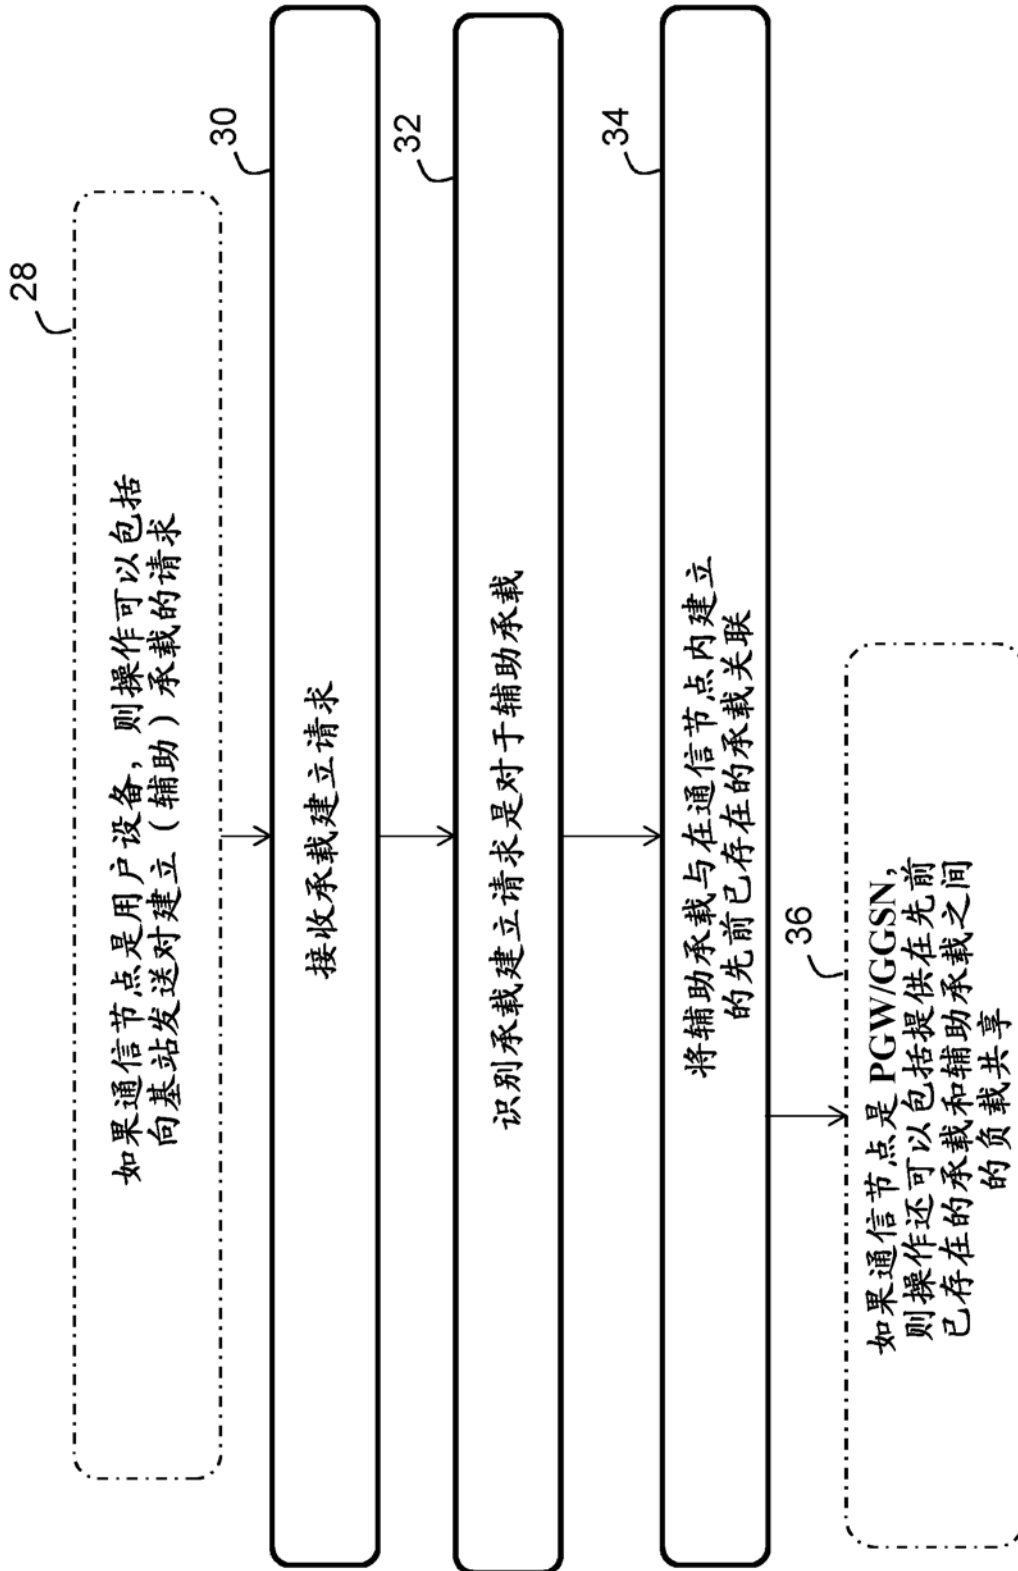 28
如果通信节点是用户设备，则操作可以包括
向基站发送对建立（辅助）承载的请求
30
接收承载建立请求
32
识别承载建立请求是对于辅助承载
34
将辅助承载与在通信节点内建立
的先前已存在的承载关联
36
如果通信节点是 PGW/GGSN，
则操作还可以包括提供在先前
已存在的承载和辅助承载之间
的负载共享